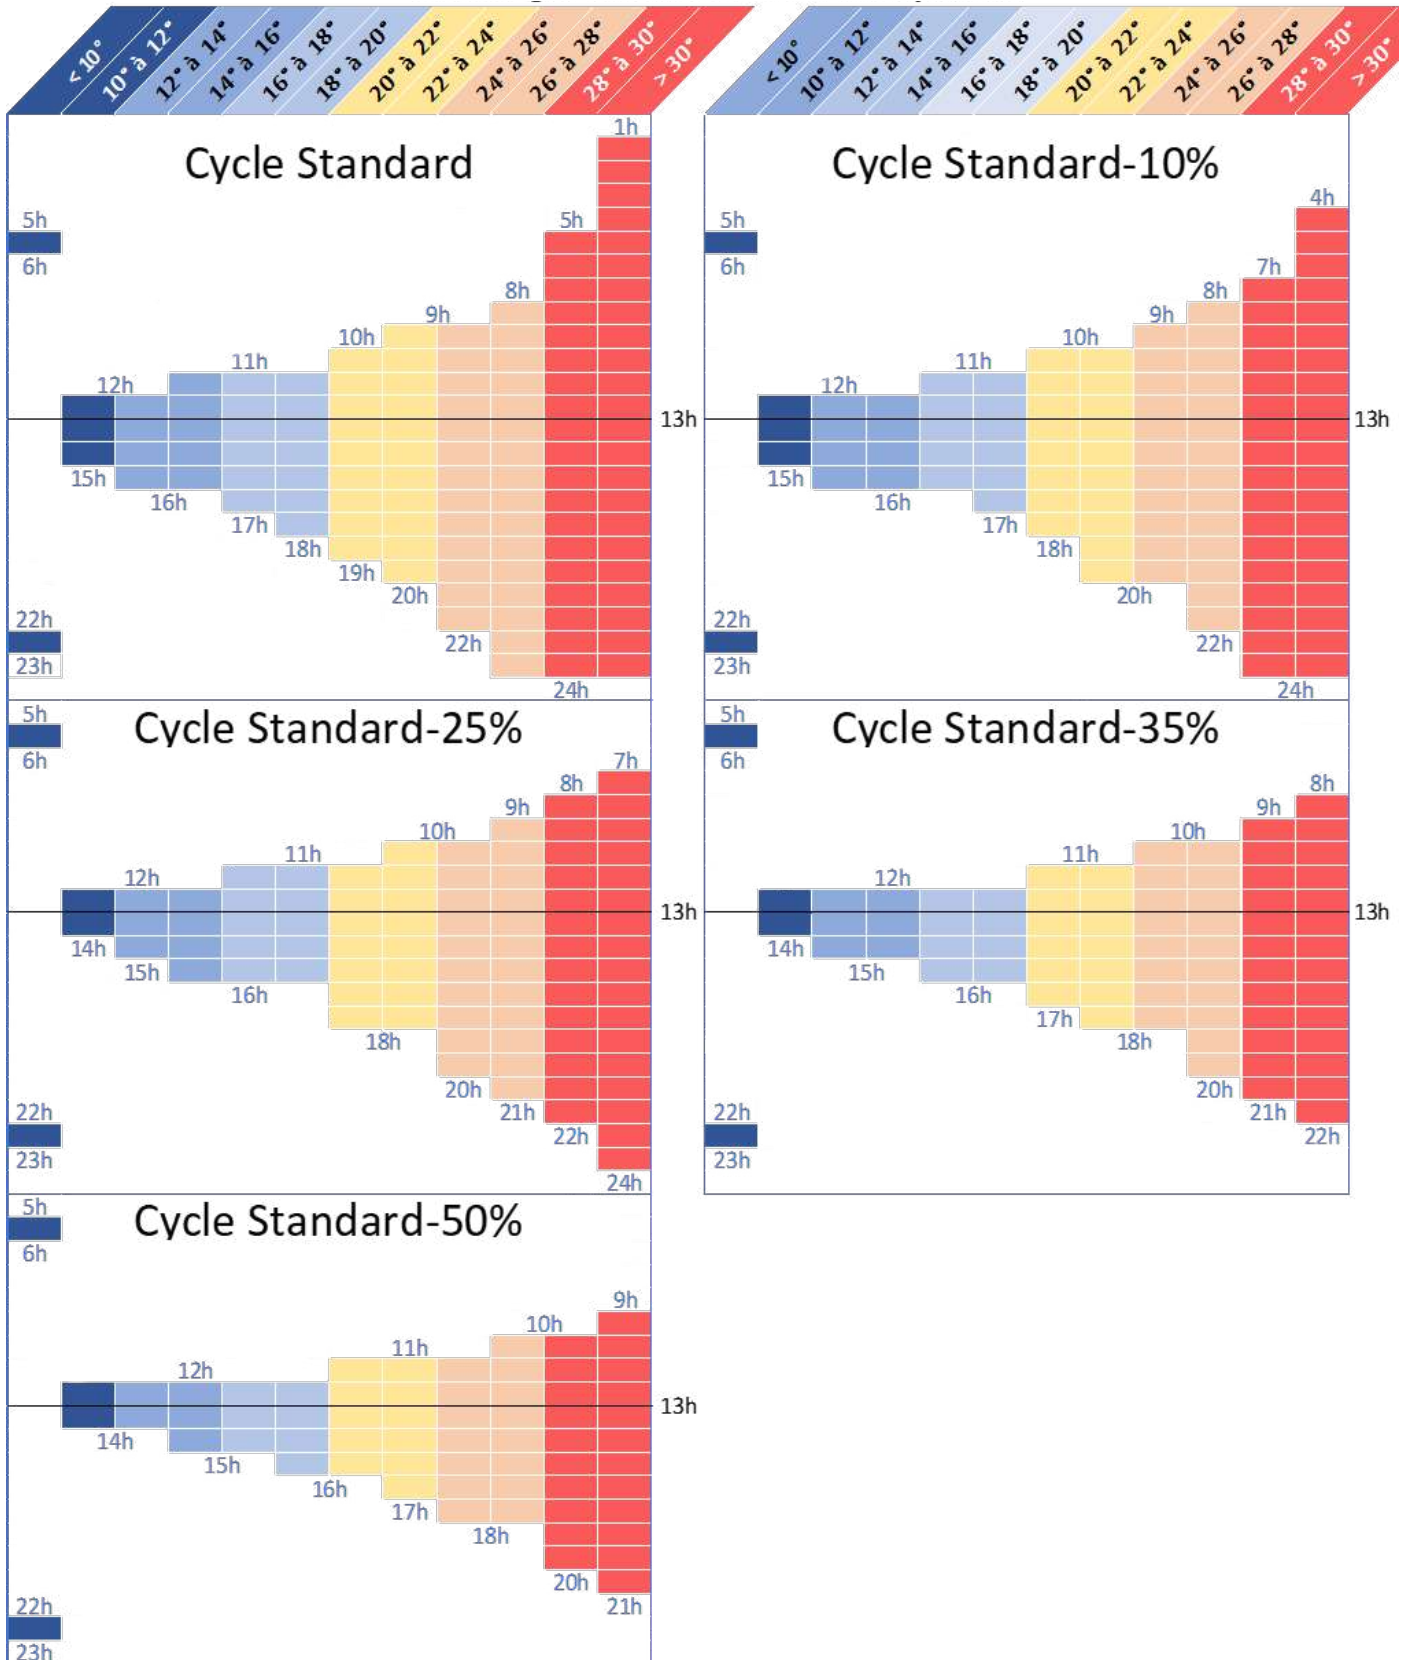 < 10° 10° à 12° 12° à 14° 14° à 16° 16° à 18° 18° à 20° 20° à 22° 22° à 24° 24° à 26° 26° à 28° 28° à 30° > 30°
< 10° 10° à 12° 12° à 14° 14° à 16° 16° à 18° 18° à 20° 20° à 22° 22° à 24° 24° à 26° 26° à 28° 28° à 30° > 30°
Cycle Standard
1h
5h 5h
6h
8h
9h
10h
11h
12h
13h
15h
16h
17h
18h
19h
20h
22h 22h
23h
24h
Cycle Standard-10%
4h
5h
6h 7h
8h
9h
10h
11h
12h
13h
15h
16h
17h
18h
20h
22h 22h
23h
24h
Cycle Standard-25%
5h
6h 7h
8h
9h
10h
11h
12h
13h
14h
15h
16h
18h
20h
22h 21h
22h
23h
24h
Cycle Standard-35%
5h
6h
8h
9h
10h
11h
12h
13h
14h
15h
16h
17h
18h
20h
22h 21h
22h
23h
Cycle Standard-50%
5h
6h
9h
10h
11h
12h
13h
14h
15h
16h
17h
18h
20h
22h 21h
23h